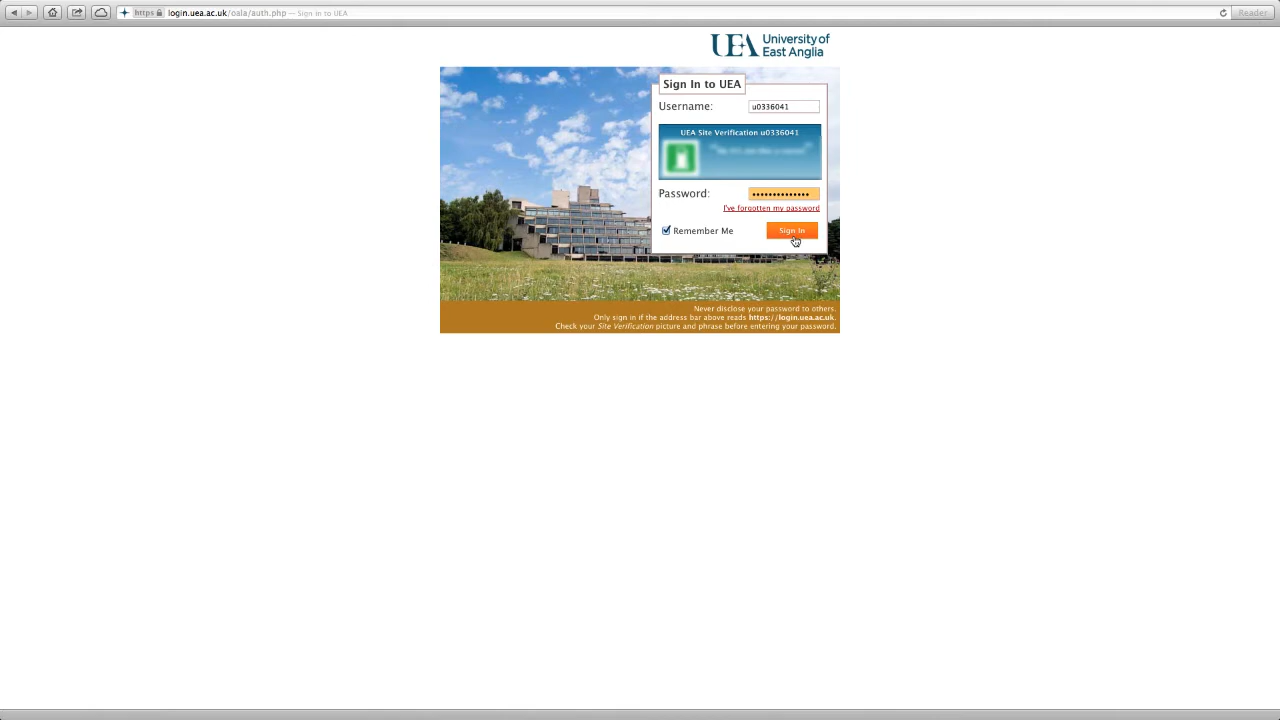 https login.uea.ac.uk/oala/auth.php — Sign In to UEA
Reader
UEA University of
East Anglia
Sign In to UEA
Username: u0336041
UEA Site Verification u0336041
Password: ••••••••••••••
I've forgotten my password
Remember Me Sign In
Never disclose your password to others.
Only sign in if the address bar above reads https://login.uea.ac.uk.
Check your Site Verification picture and phrase before entering your password.